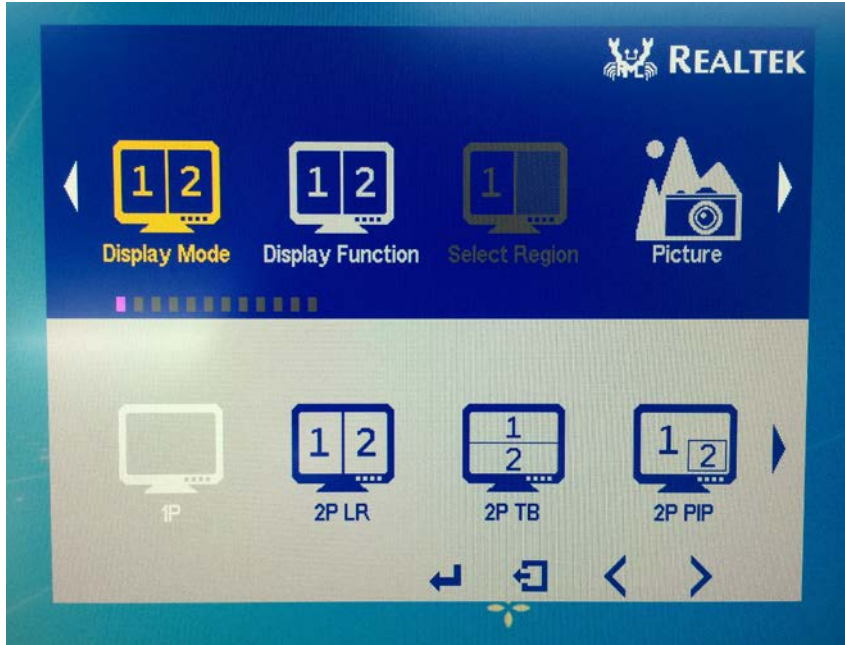 REALTEK
1 2
1 2
1
Display Mode
Display Function
Select Region
Picture
1 2
1
2
1 2
1P
2P LR
2P TB
2P PIP